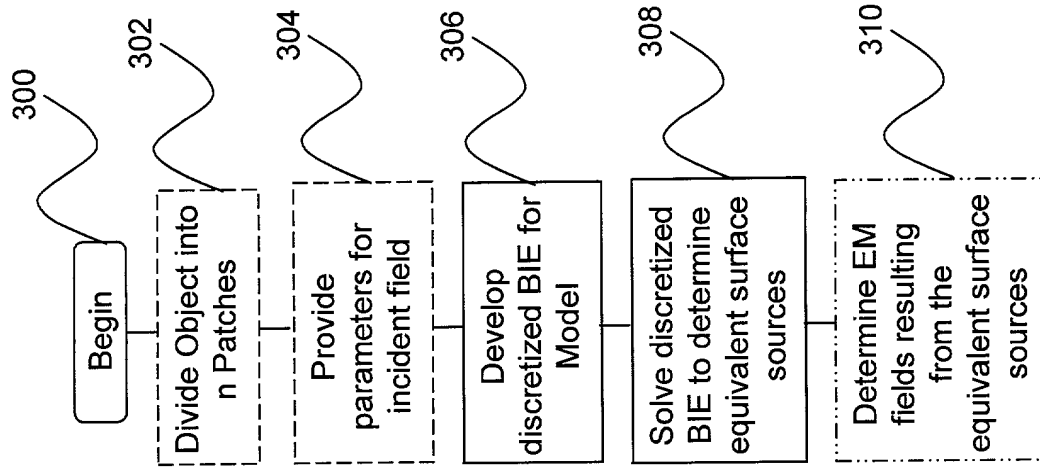 300
Begin
302
Divide Object into
n Patches
304
Provide
parameters for
incident field
306
Develop
discretized BIE for
Model
308
Solve discretized
BIE to determine
equivalent surface
sources
310
Determine EM
fields resulting
from the
equivalent surface
sources